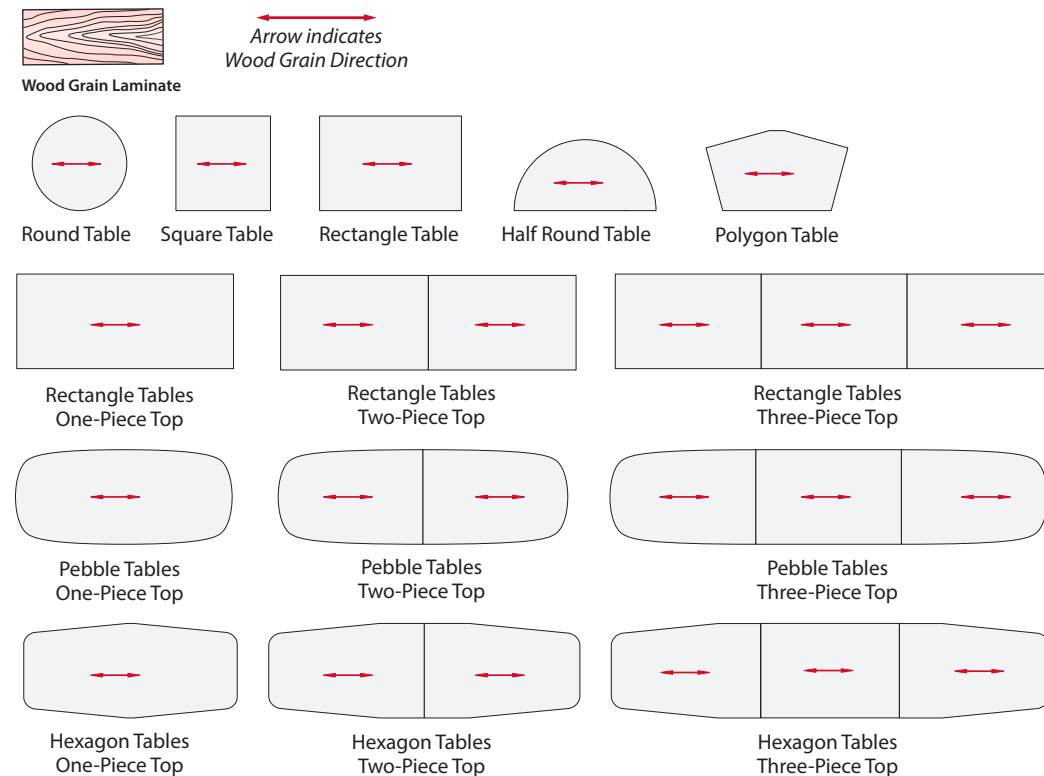 Arrow indicates
Wood Grain Direction
Wood Grain Laminate
Round Table
Square Table
Rectangle Table
Half Round Table
Polygon Table
Rectangle Tables
One-Piece Top
Rectangle Tables
Two-Piece Top
Rectangle Tables
Three-Piece Top
Pebble Tables
One-Piece Top
Pebble Tables
Two-Piece Top
Pebble Tables
Three-Piece Top
Hexagon Tables
One-Piece Top
Hexagon Tables
Two-Piece Top
Hexagon Tables
Three-Piece Top